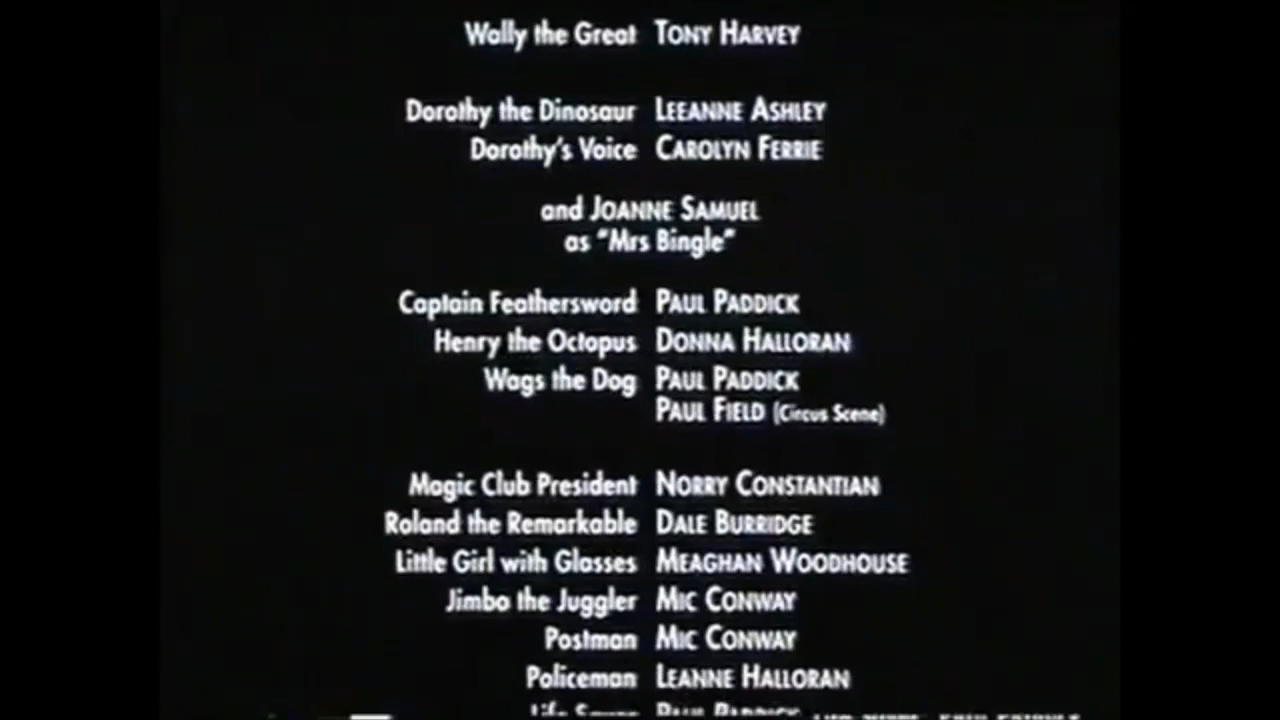 Wally the Great TONY HARVEY
Dorothy the Dinosaur LEEANNE ASHLEY
Dorothy's Voice CAROLYN FERRIE
and JOANNE SAMUEL
as "Mrs Bingle"
Captain Feathersword PAUL PADDICK
Henry the Octopus DONNA HALLORAN
Wags the Dog PAUL PADDICK
PAUL FIELD (Circus Scene)
Magic Club President NORRY CONSTANTIAN
Roland the Remarkable DALE BURRIDGE
Little Girl with Glasses MEAGHAN WOODHOUSE
Jimbo the Juggler MIC CONWAY
Postman MIC CONWAY
Policeman LEANNE HALLORAN
PAUL PADDICK